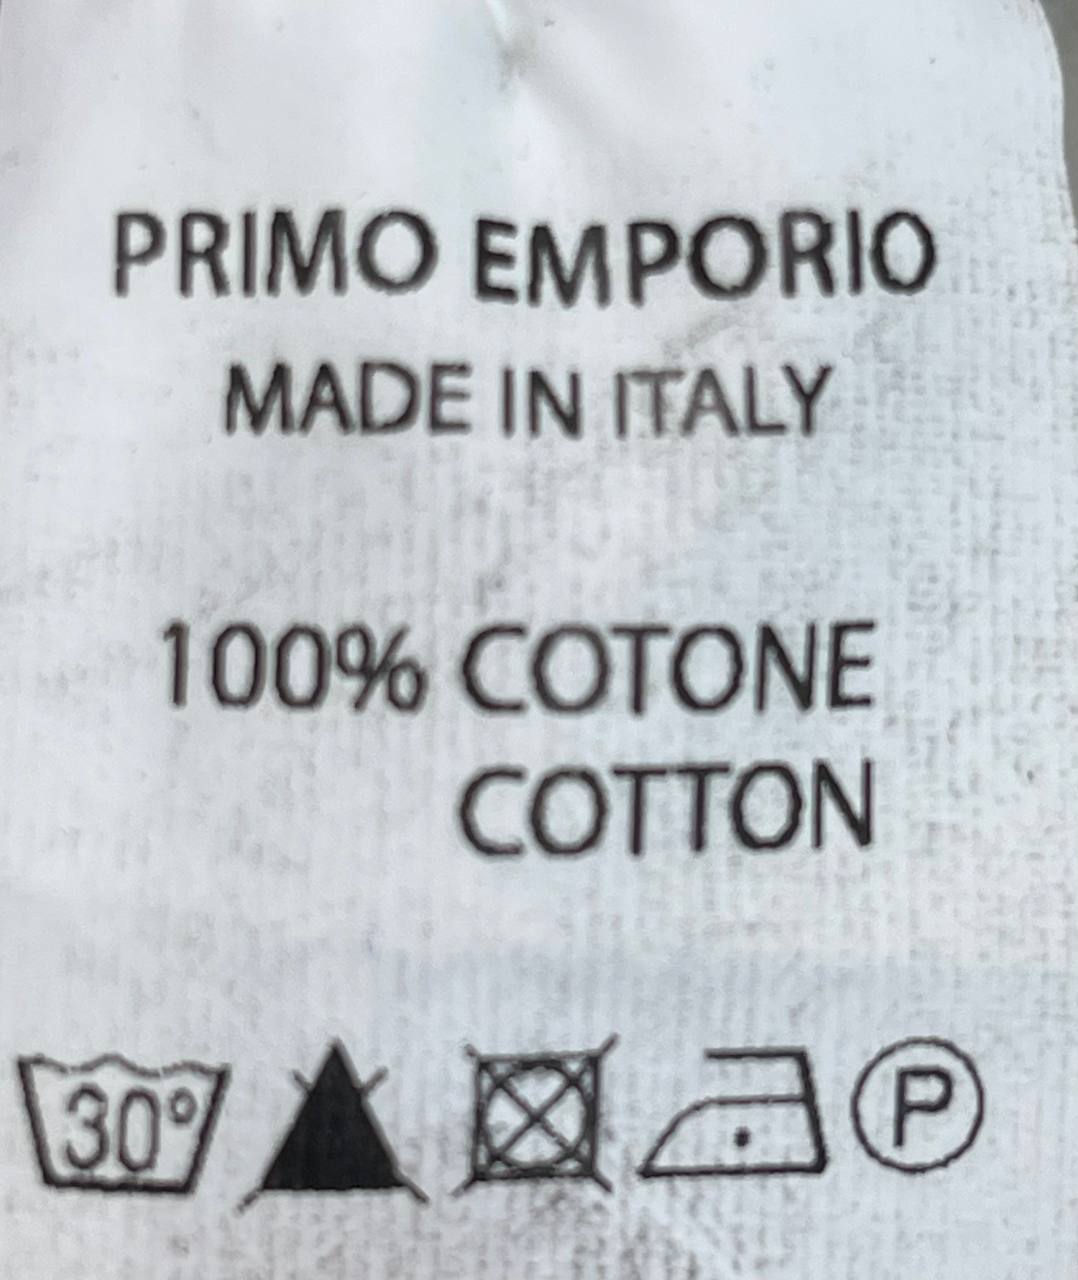 PRIMO EMPORIO
MADE IN ITALY
100% COTONE
COTTON
30° P